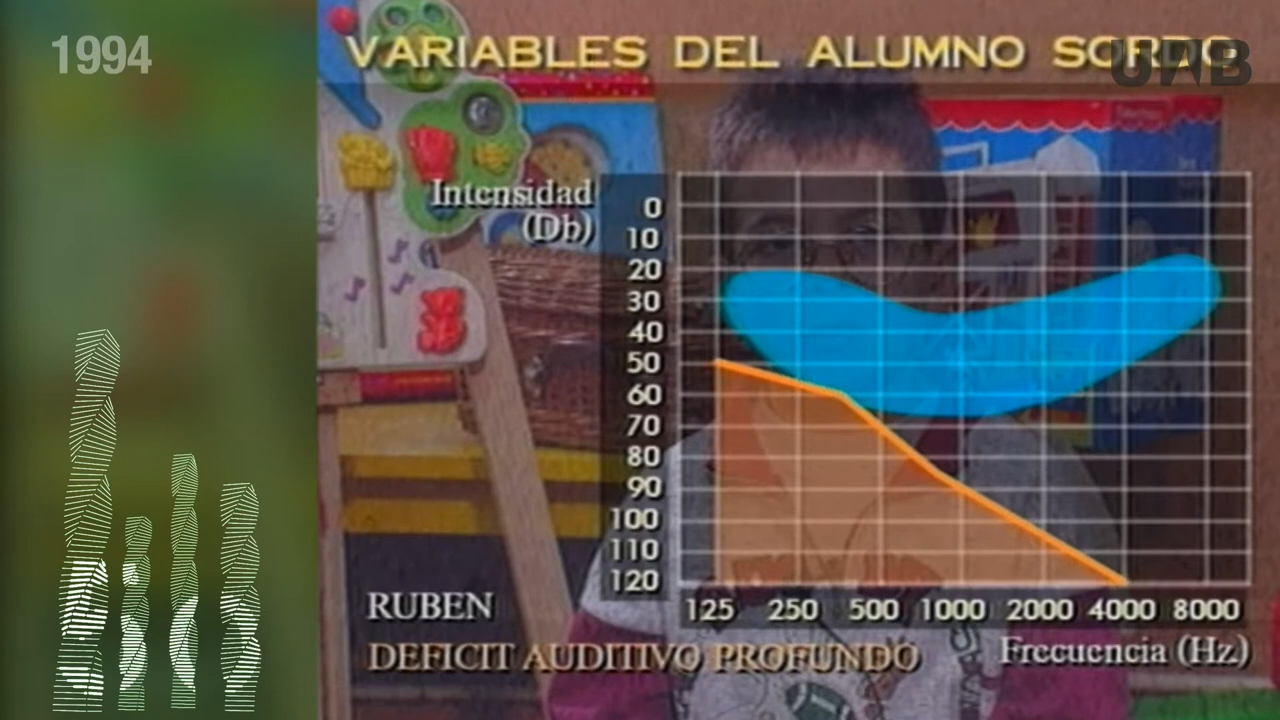 1994
VARIABLES DEL ALUMNO SORDO
UAB
Intensidad
(Db)
0
10
20
30
40
50
60
70
80
90
100
110
120
125 250 500 1000 2000 4000 8000
Frecuencia (Hz.)
RUBEN
DEFICIT AUDITIVO PROFUNDO